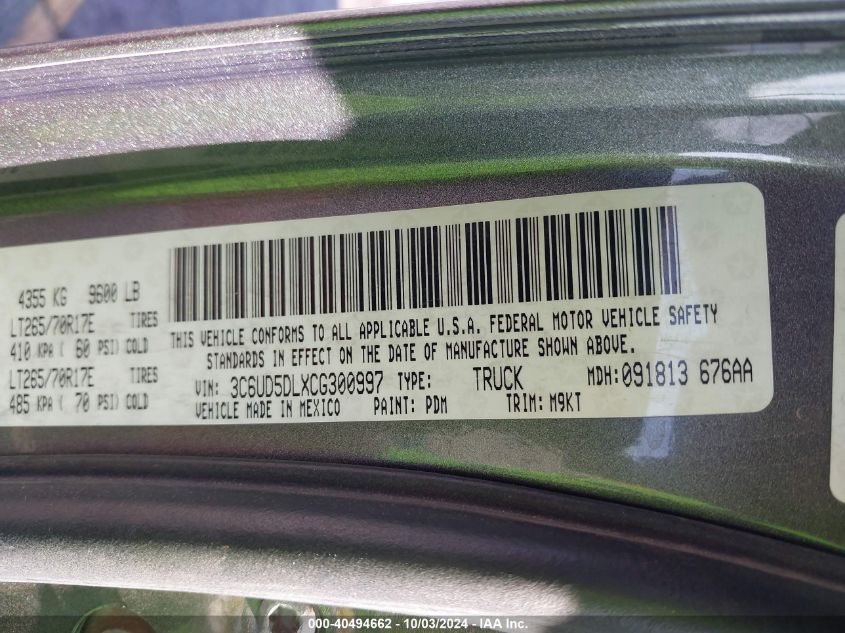 4355 KG 9600 LB
LT265/70R17E TIRES
410 KPA ( 60 PSI) COLD
LT265/70R17E TIRES
485 KPA ( 70 PSI) COLD
THIS VEHICLE CONFORMS TO ALL APPLICABLE U.S.A. FEDERAL MOTOR VEHICLE SAFETY
STANDARDS IN EFFECT ON THE DATE OF MANUFACTURE SHOWN ABOVE.
VIN: 3C6UD5DLXCG300997 TYPE: TRUCK MDH:091813 676AA
VEHICLE MADE IN MEXICO PAINT: PDM TRIM: M9KT
000-40494662 - 10/03/2024 - IAA Inc.